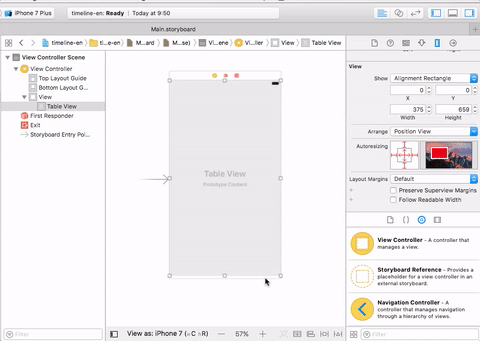 iPhone 7 Plus
timeline-en: Ready | Today at 9:50
Main.storyboard
timeline-en
ti...e-en
M...ard
M...se)
Vi...ene
Vi...ller
View
Table View
View Controller Scene
View Controller
Top Layout Guide
Bottom Layout G...
View
Table View
First Responder
Exit
Storyboard Entry Poi...
Table View
Prototype Content
View
Show
Alignment Rectangle
0
0
X
Y
375
659
Width
Height
Arrange
Position View
Autoresizing
Layout Margins
Default
Preserve Superview Margins
Follow Readable Width
View Controller - A controller that manages a view.
Storyboard Reference - Provides a placeholder for a view controller in an external storyboard.
Navigation Controller - A controller that manages navigation through a hierarchy of views.
Filter
View as: iPhone 7 (wC hR)
57%
Filter